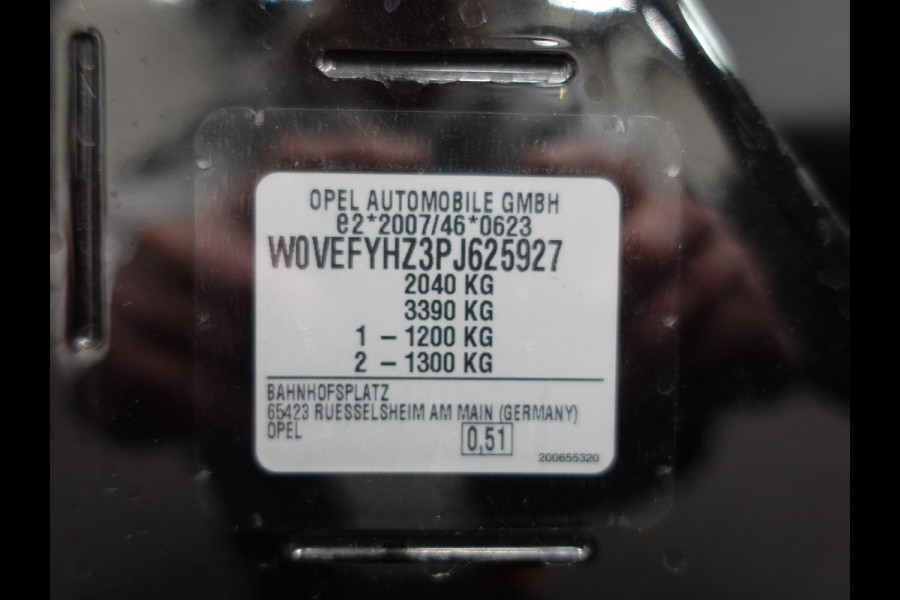 OPEL AUTOMOBILE GMBH
e2*2007/46*0623
W0VEFYHZ3PJ625927
2040 KG
3390 KG
1 – 1200 KG
2 – 1300 KG
BAHNHOFSPLATZ
65423 RUESSELSHEIM AM MAIN (GERMANY)
OPEL
0,51
200655320